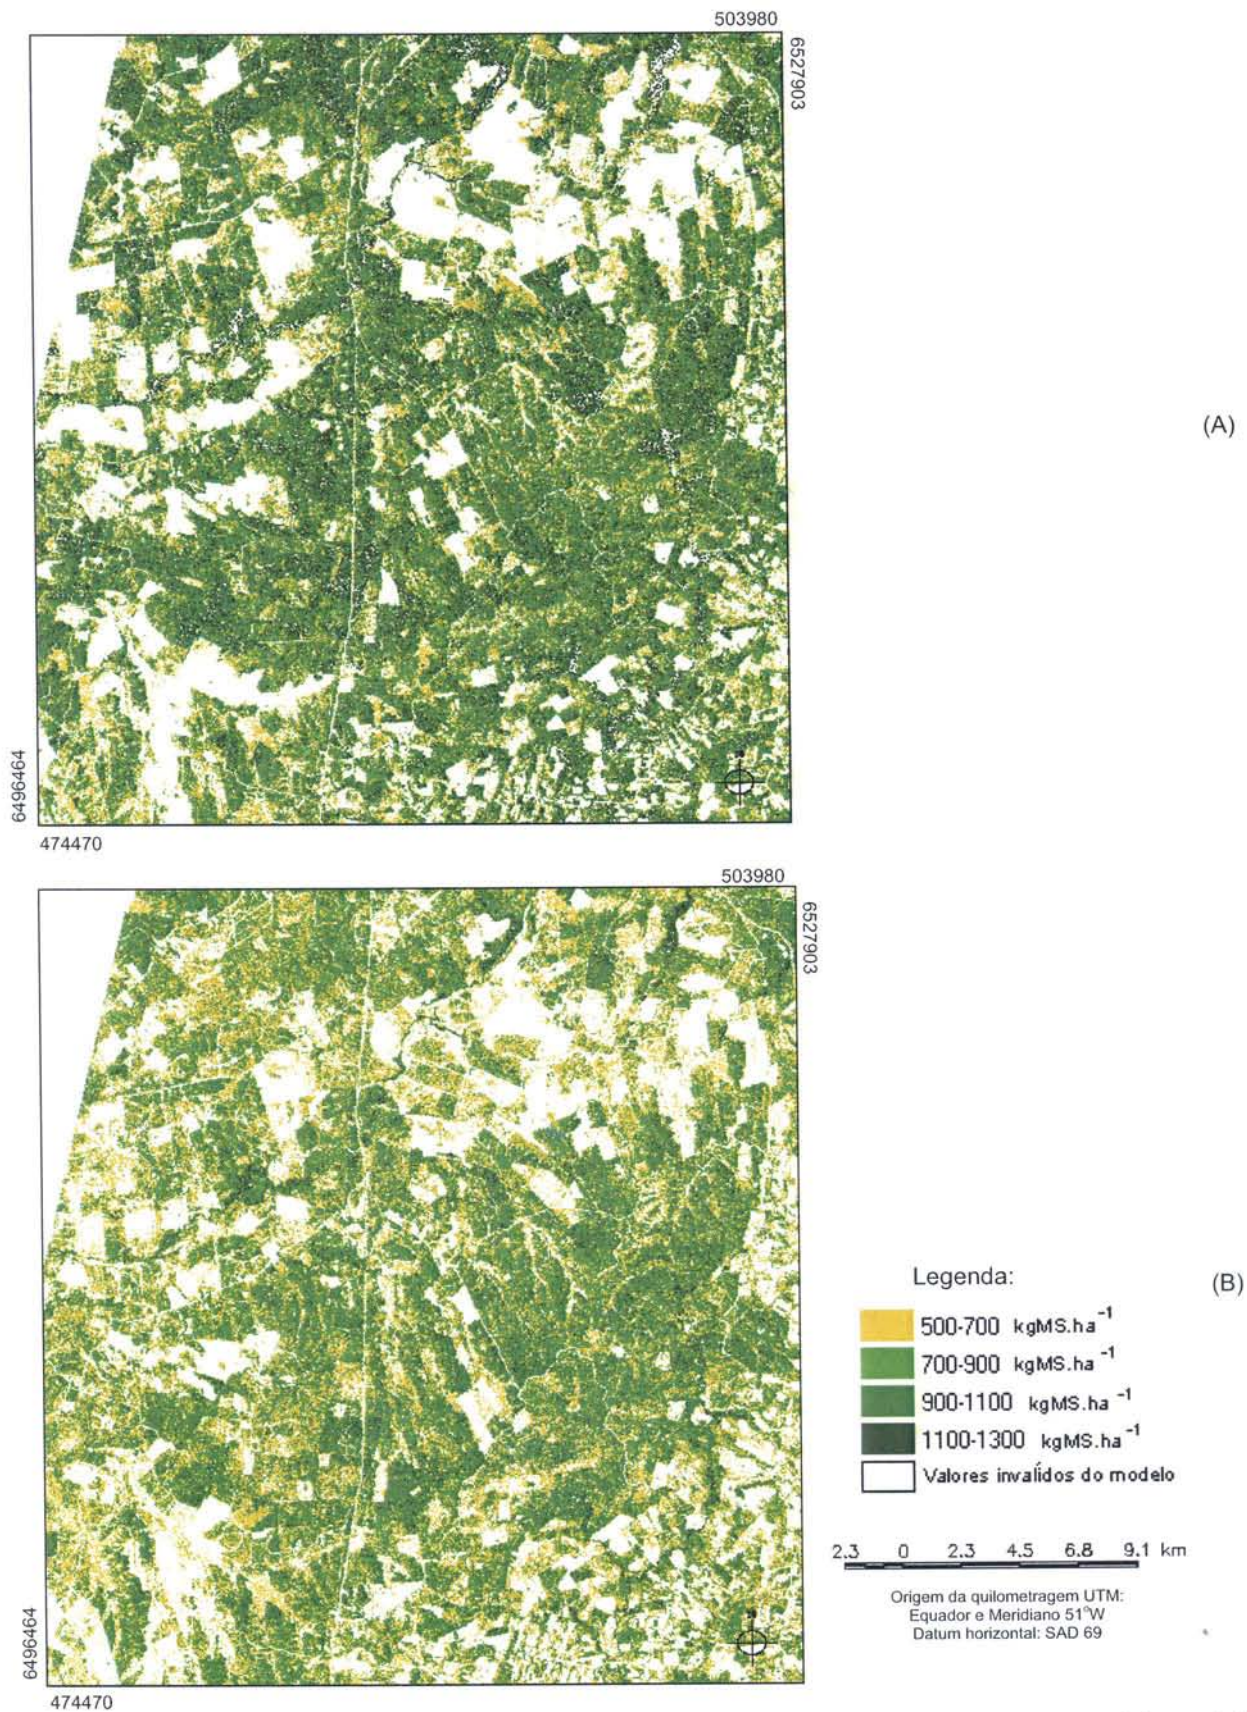 503980
6527903
(A)
6496464
474470
503980
6527903
Legenda:
(B)
500-700 kgMS.ha⁻¹
700-900 kgMS.ha⁻¹
900-1100 kgMS.ha⁻¹
1100-1300 kgMS.ha⁻¹
Valores invalídos do modelo
2.3 0 2.3 4.5 6.8 9.1 km
Origem da quilometragem UTM:
Equador e Meridiano 51°W
Datum horizontal: SAD 69
6496464
474470